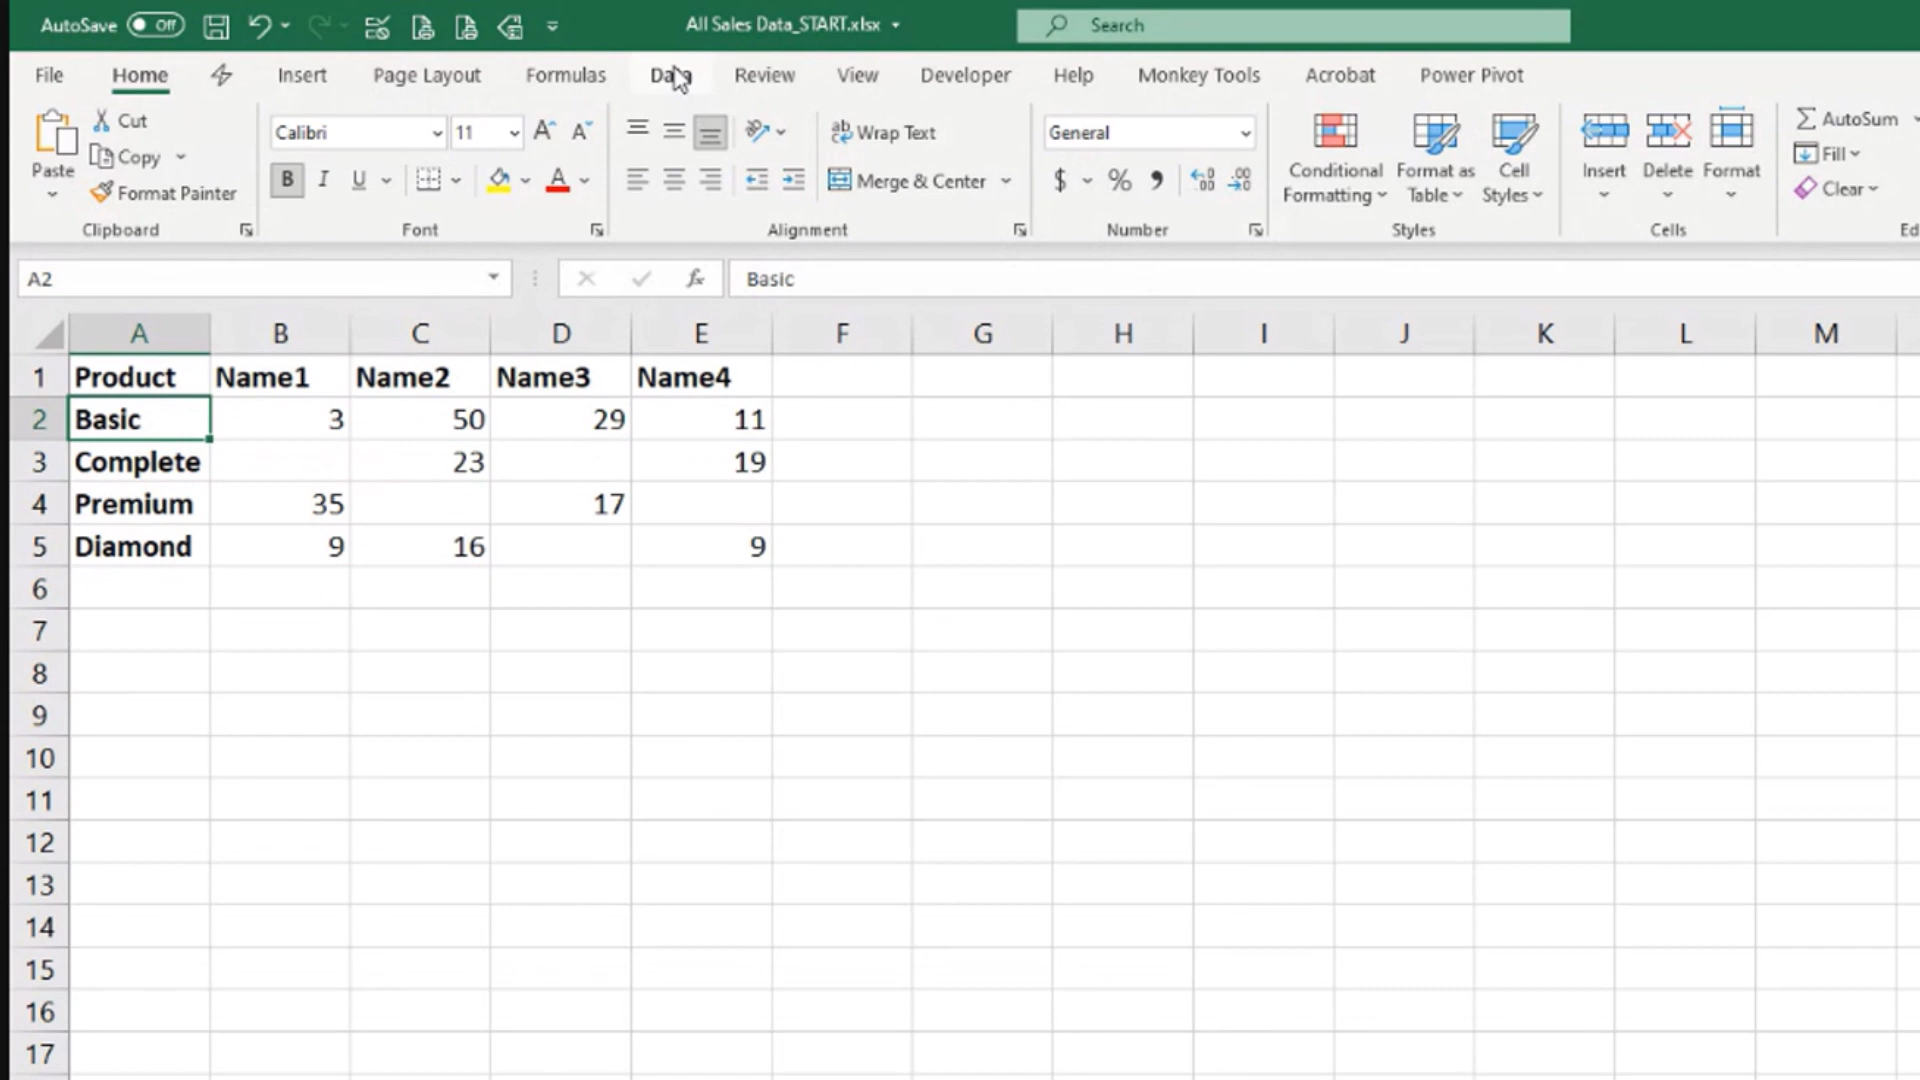 AutoSave Off All Sales Data_START.xlsx Search
File Home Insert Page Layout Formulas Data Review View Developer Help Monkey Tools Acrobat Power Pivot
Paste Cut Copy Format Painter
Clipboard
Calibri 11
B I U A
Font
Wrap Text
Merge & Center
Alignment
General
$ % ,
Number
Conditional Formatting
Format as Table
Cell Styles
Styles
Insert Delete Format
Cells
AutoSum
Fill
Clear
A2 fx Basic
A B C D E F G H I J K L M
1 Product Name1 Name2 Name3 Name4
2 Basic 3 50 29 11
3 Complete 23 19
4 Premium 35 17
5 Diamond 9 16 9
6
7
8
9
10
11
12
13
14
15
16
17